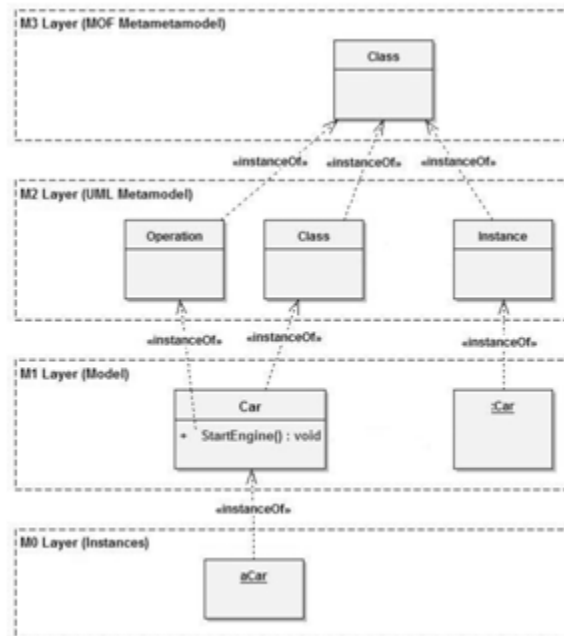 M3 Layer (MOF Metametamodel)
Class
«instanceOf» «instanceOf» «instanceOf»
M2 Layer (UML Metamodel)
Operation Class Instance
«instanceOf» «instanceOf» «instanceOf»
M1 Layer (Model)
Car :Car
+ StartEngine() : void
«instanceOf»
M0 Layer (Instances)
aCar